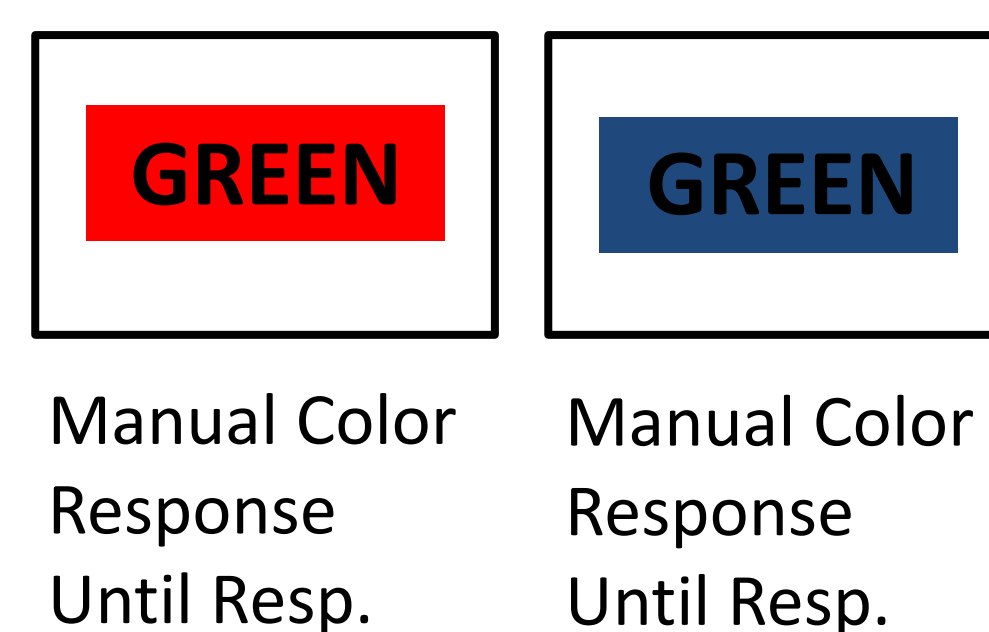 GREEN
Manual Color
Response
Until Resp.
GREEN
Manual Color
Response
Until Resp.